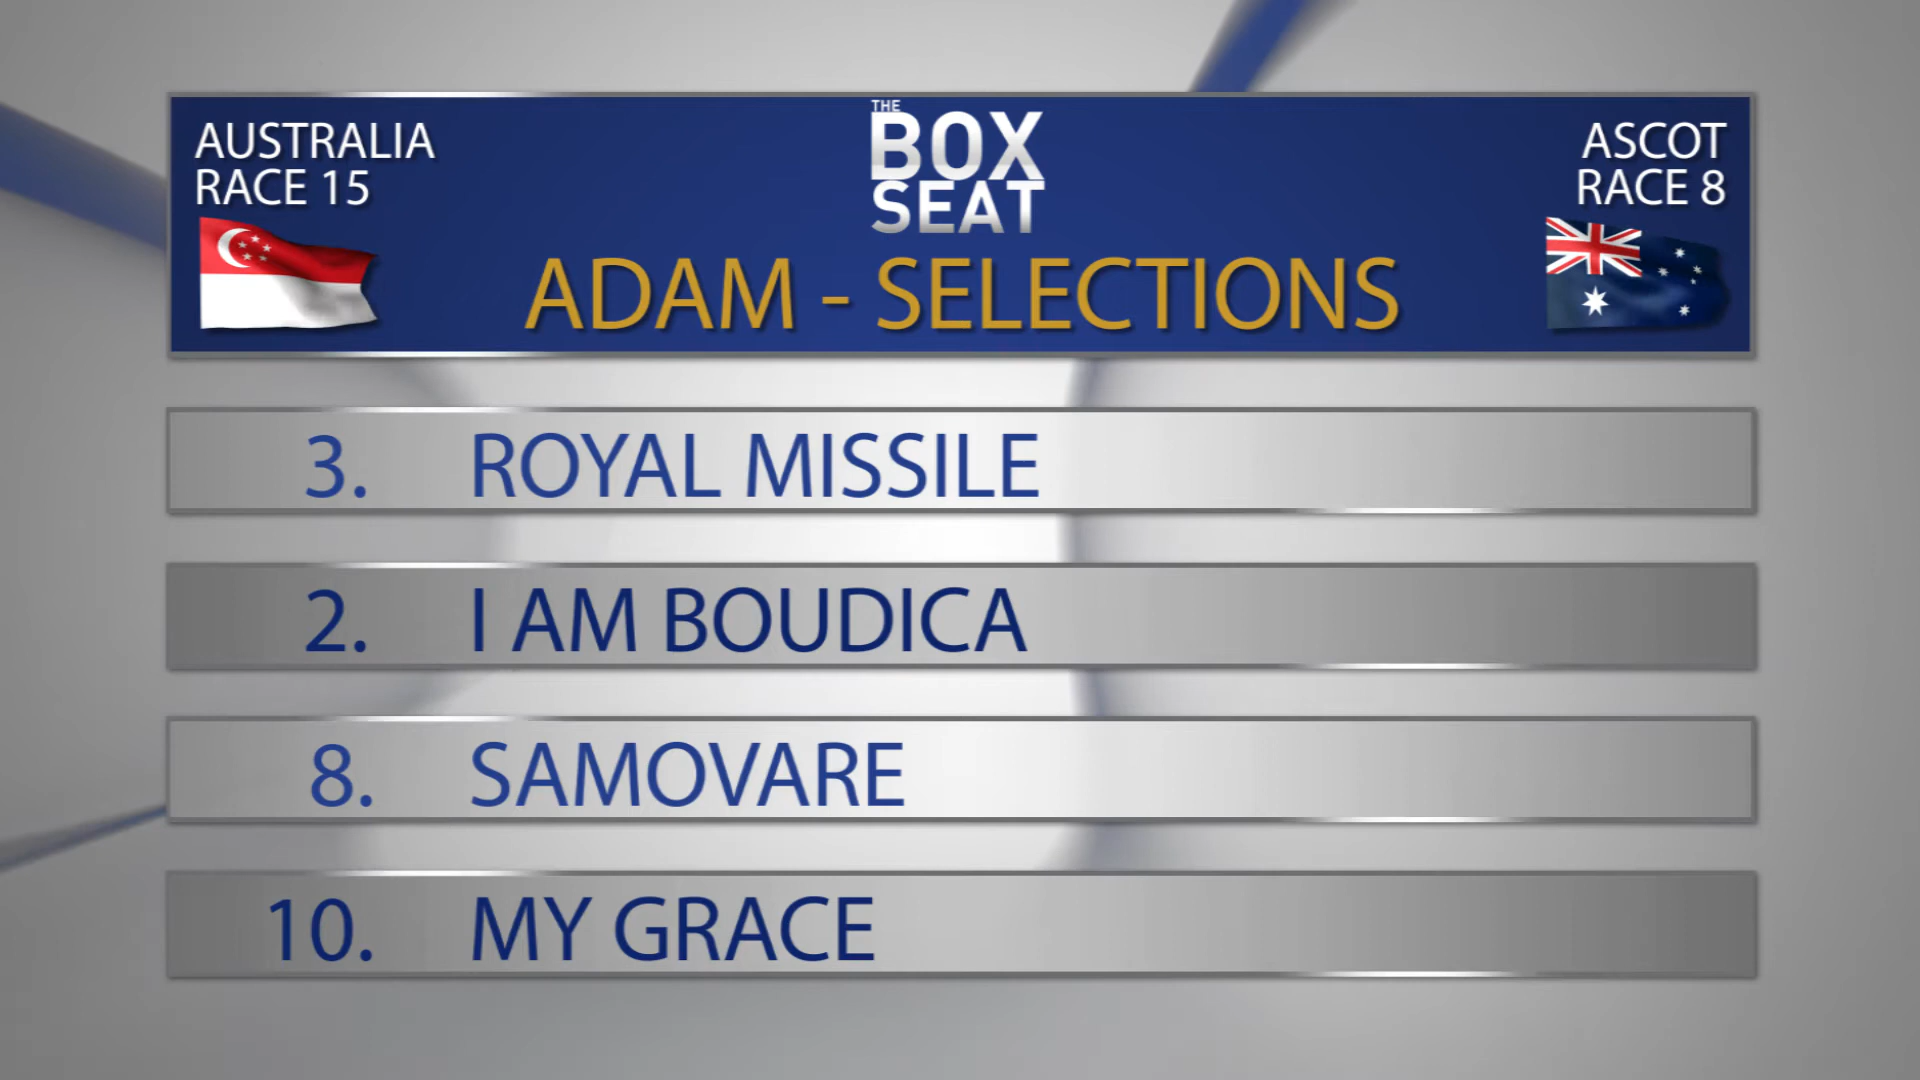 AUSTRALIA
RACE 15
THE
BOX
SEAT
ASCOT
RACE 8
ADAM - SELECTIONS
3. ROYAL MISSILE
2. I AM BOUDICA
8. SAMOVARE
10. MY GRACE